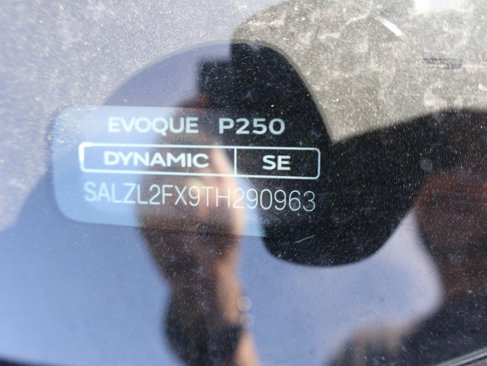 EVOQUE P250
DYNAMIC SE
SALZL2FX9TH290963